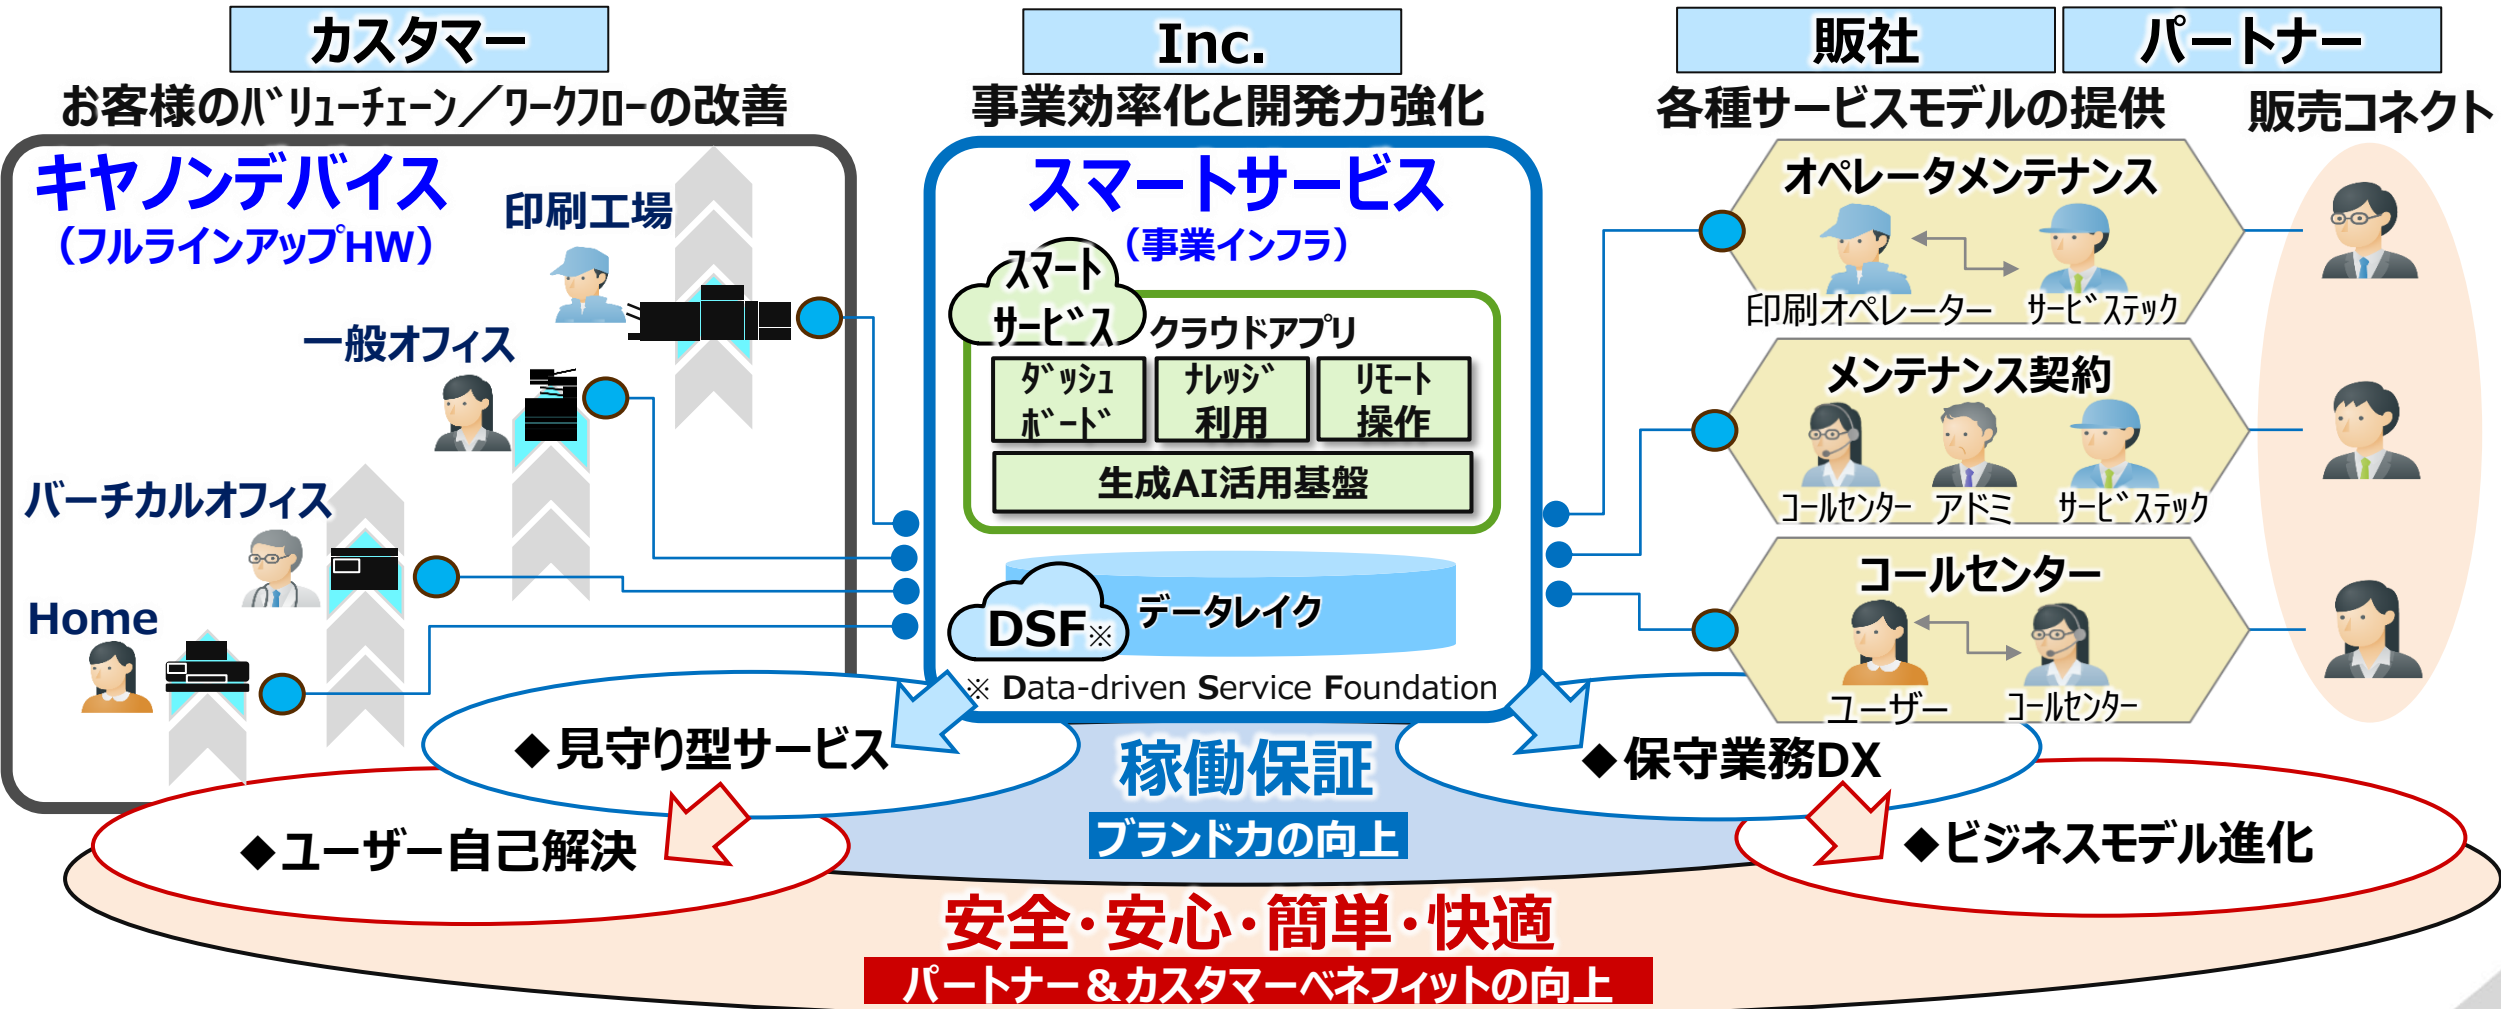 カスタマー
Inc.
販社
パートナー
お客様のバリューチェーン／ワークフローの改善
事業効率化と開発力強化
各種サービスモデルの提供
販売コネクト
キヤノンデバイス
（フルラインアップHW）
印刷工場
一般オフィス
バーチカルオフィス
Home
スマートサービス
（事業インフラ）
スマート
サービス
クラウドアプリ
ダッシュ
ボード
ナレッジ
利用
リモート
操作
生成AI活用基盤
DSF※
データレイク
※ Data-driven Service Foundation
オペレータメンテナンス
印刷オペレーター
サービステック
メンテナンス契約
コールセンター
アドミ
サービステック
コールセンター
ユーザー
コールセンター
◆見守り型サービス
◆保守業務DX
稼働保証
ブランド力の向上
◆ユーザー自己解決
◆ビジネスモデル進化
安全・安心・簡単・快適
パートナー＆カスタマーベネフィットの向上